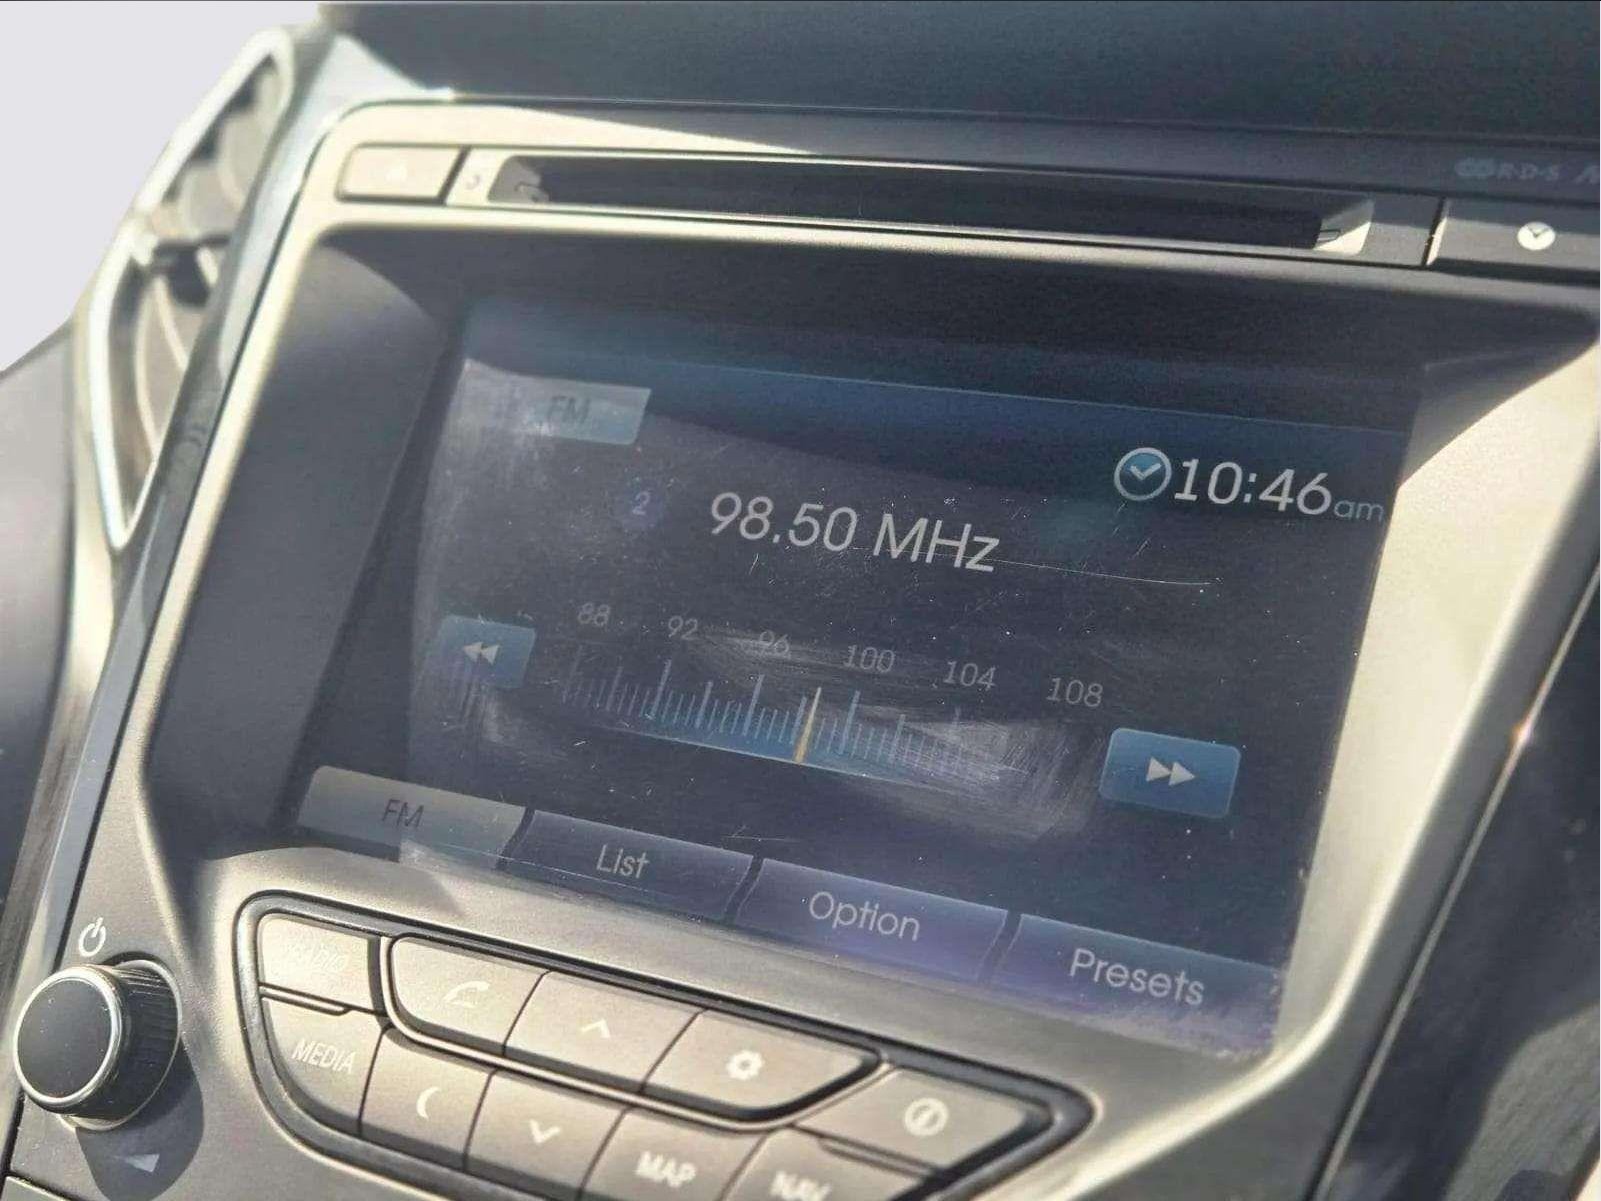 R·D·S
FM
10:46am
2
98.50 MHz
88 92 96 100 104 108
FM
List
Option
Presets
MEDIA
MAP
NAV